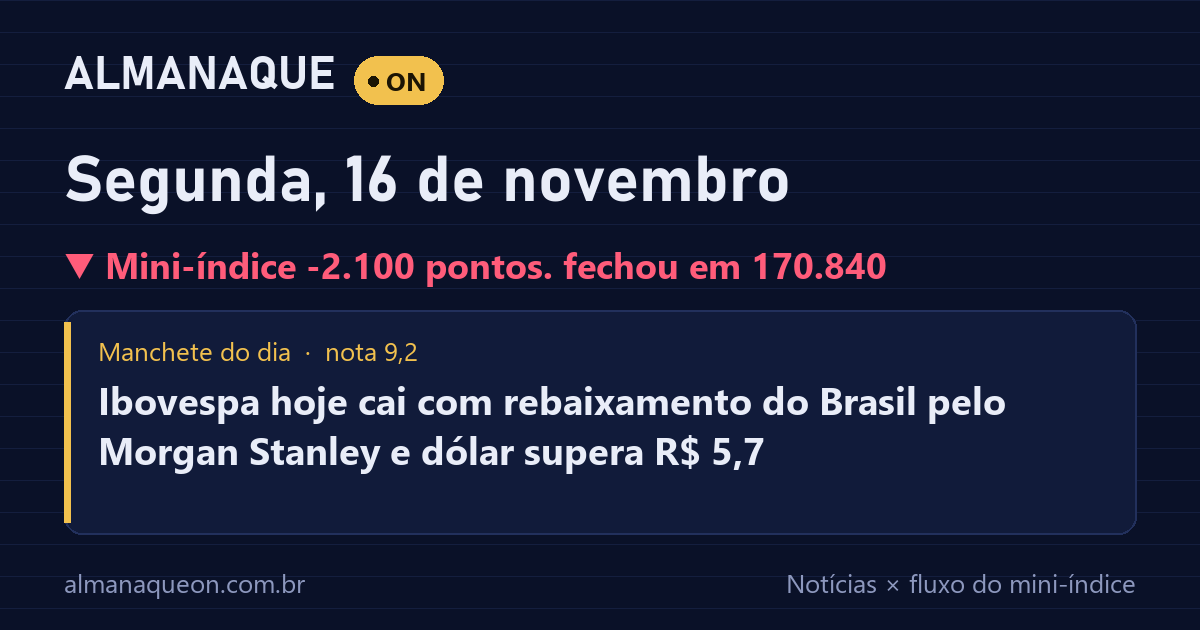 ALMANAQUE • ON
Segunda, 16 de novembro
▼ Mini-índice -2.100 pontos. fechou em 170.840
Manchete do dia · nota 9,2
Ibovespa hoje cai com rebaixamento do Brasil pelo
Morgan Stanley e dólar supera R$ 5,7
almanaqueon.com.br
Notícias × fluxo do mini-índice